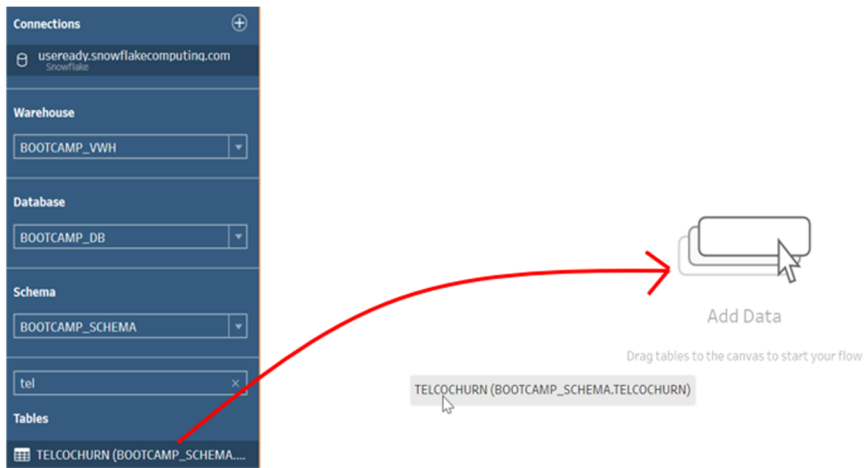 Connections
useready.snowflakecomputing.com
Snowflake
Warehouse
BOOTCAMP_VWH
Database
BOOTCAMP_DB
Schema
BOOTCAMP_SCHEMA
tel
Tables
TELCOCHURN (BOOTCAMP_SCHEMA....
Add Data
Drag tables to the canvas to start your flow
TELCOCHURN (BOOTCAMP_SCHEMA.TELCOCHURN)